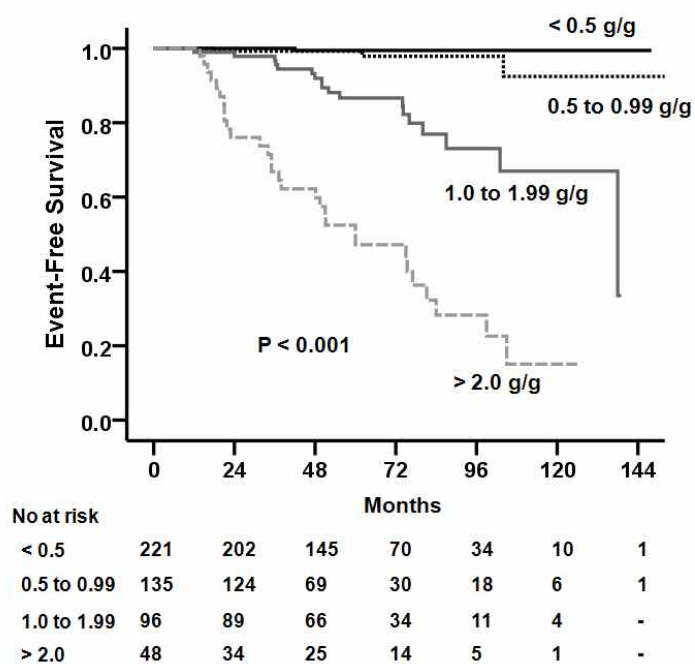 < 0.5 g/g
1.0
0.5 to 0.99 g/g
0.8
Event-Free Survival
1.0 to 1.99 g/g
0.6
0.4
P < 0.001
0.2
> 2.0 g/g
0.0
0 24 48 72 96 120 144
Months
No at risk
< 0.5 221 202 145 70 34 10 1
0.5 to 0.99 135 124 69 30 18 6 1
1.0 to 1.99 96 89 66 34 11 4 -
> 2.0 48 34 25 14 5 1 -